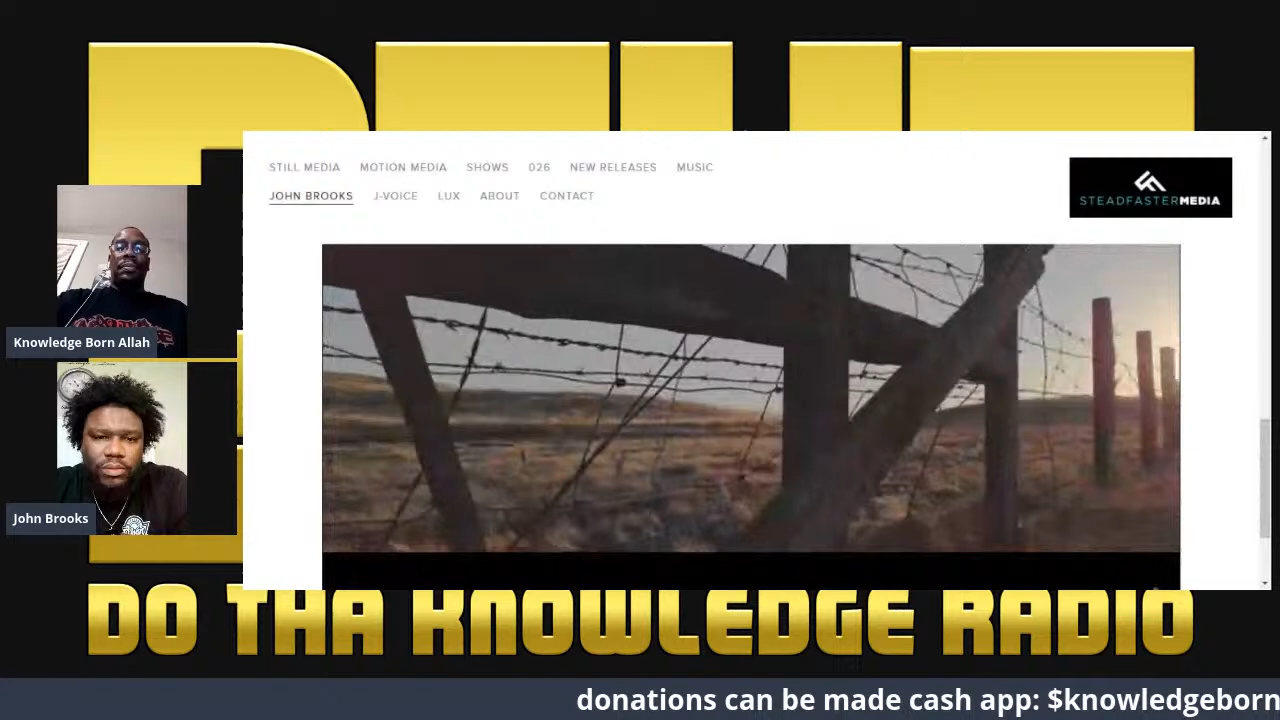 STILL MEDIA MOTION MEDIA SHOWS 026 NEW RELEASES MUSIC
JOHN BROOKS J-VOICE LUX ABOUT CONTACT
STEADFASTERMEDIA
Knowledge Born Allah
John Brooks
DO THA KNOWLEDGE RADIO
donations can be made cash app: $knowledgeborn